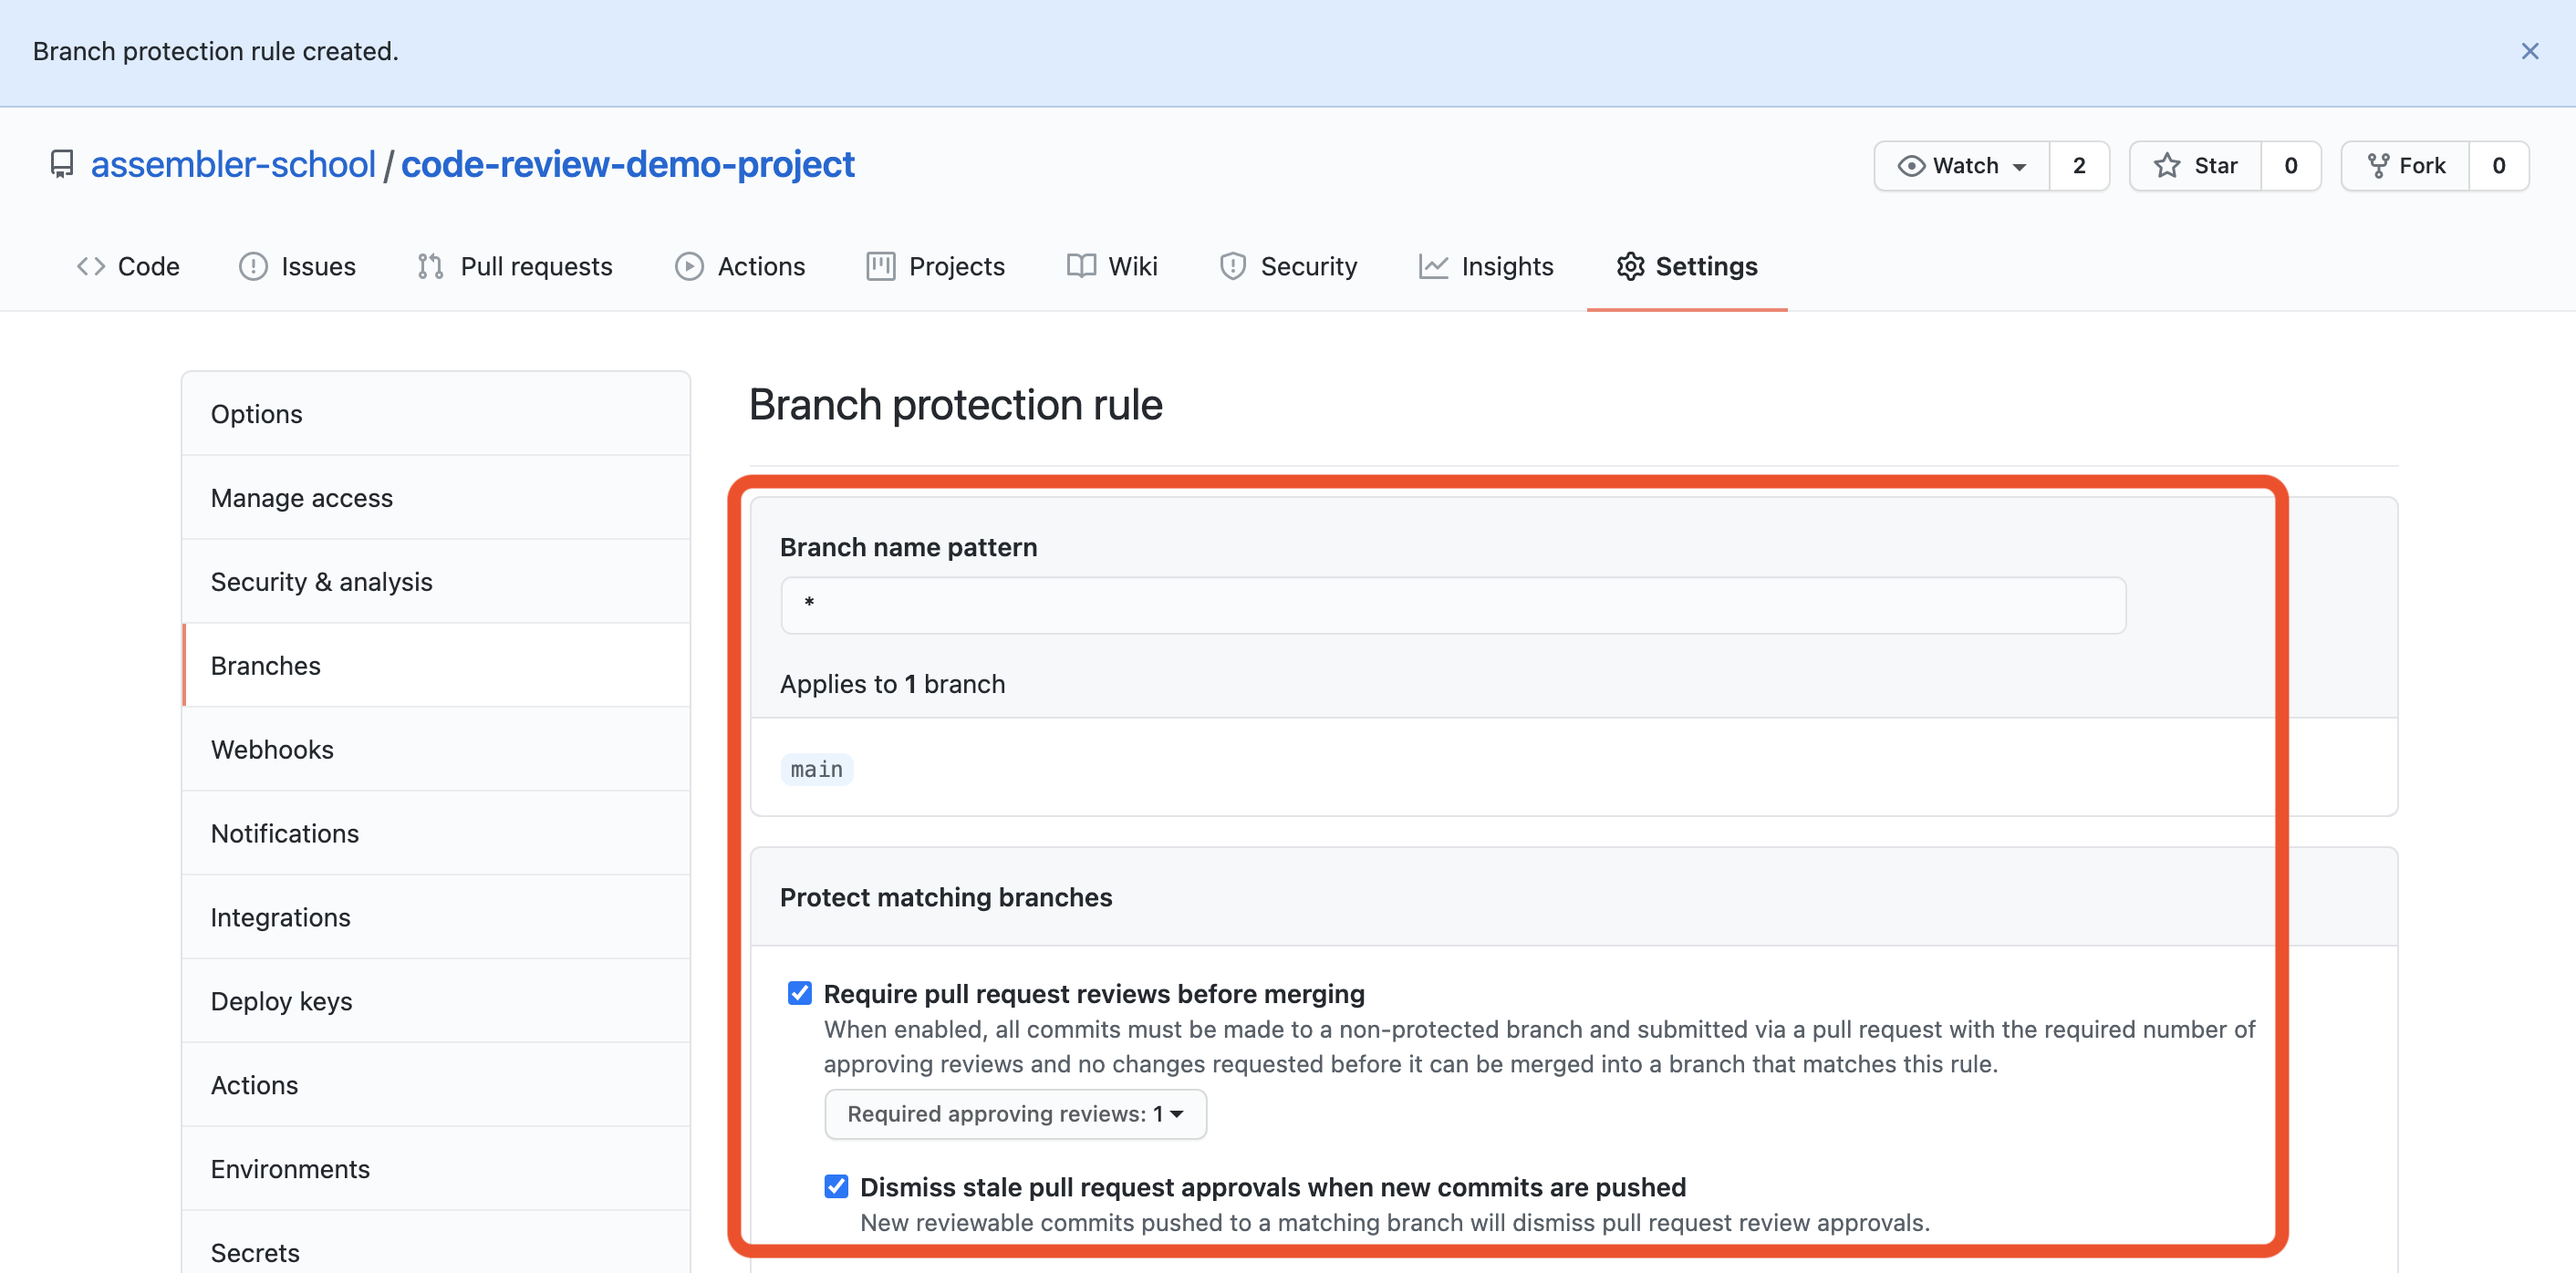 Branch protection rule created.
assembler-school / code-review-demo-project
Watch 2 Star 0 Fork 0
Code Issues Pull requests Actions Projects Wiki Security Insights Settings
Options
Manage access
Security & analysis
Branches
Webhooks
Notifications
Integrations
Deploy keys
Actions
Environments
Secrets
Branch protection rule
Branch name pattern
*
Applies to 1 branch
main
Protect matching branches
Require pull request reviews before merging
When enabled, all commits must be made to a non-protected branch and submitted via a pull request with the required number of
approving reviews and no changes requested before it can be merged into a branch that matches this rule.
Required approving reviews: 1
Dismiss stale pull request approvals when new commits are pushed
New reviewable commits pushed to a matching branch will dismiss pull request review approvals.